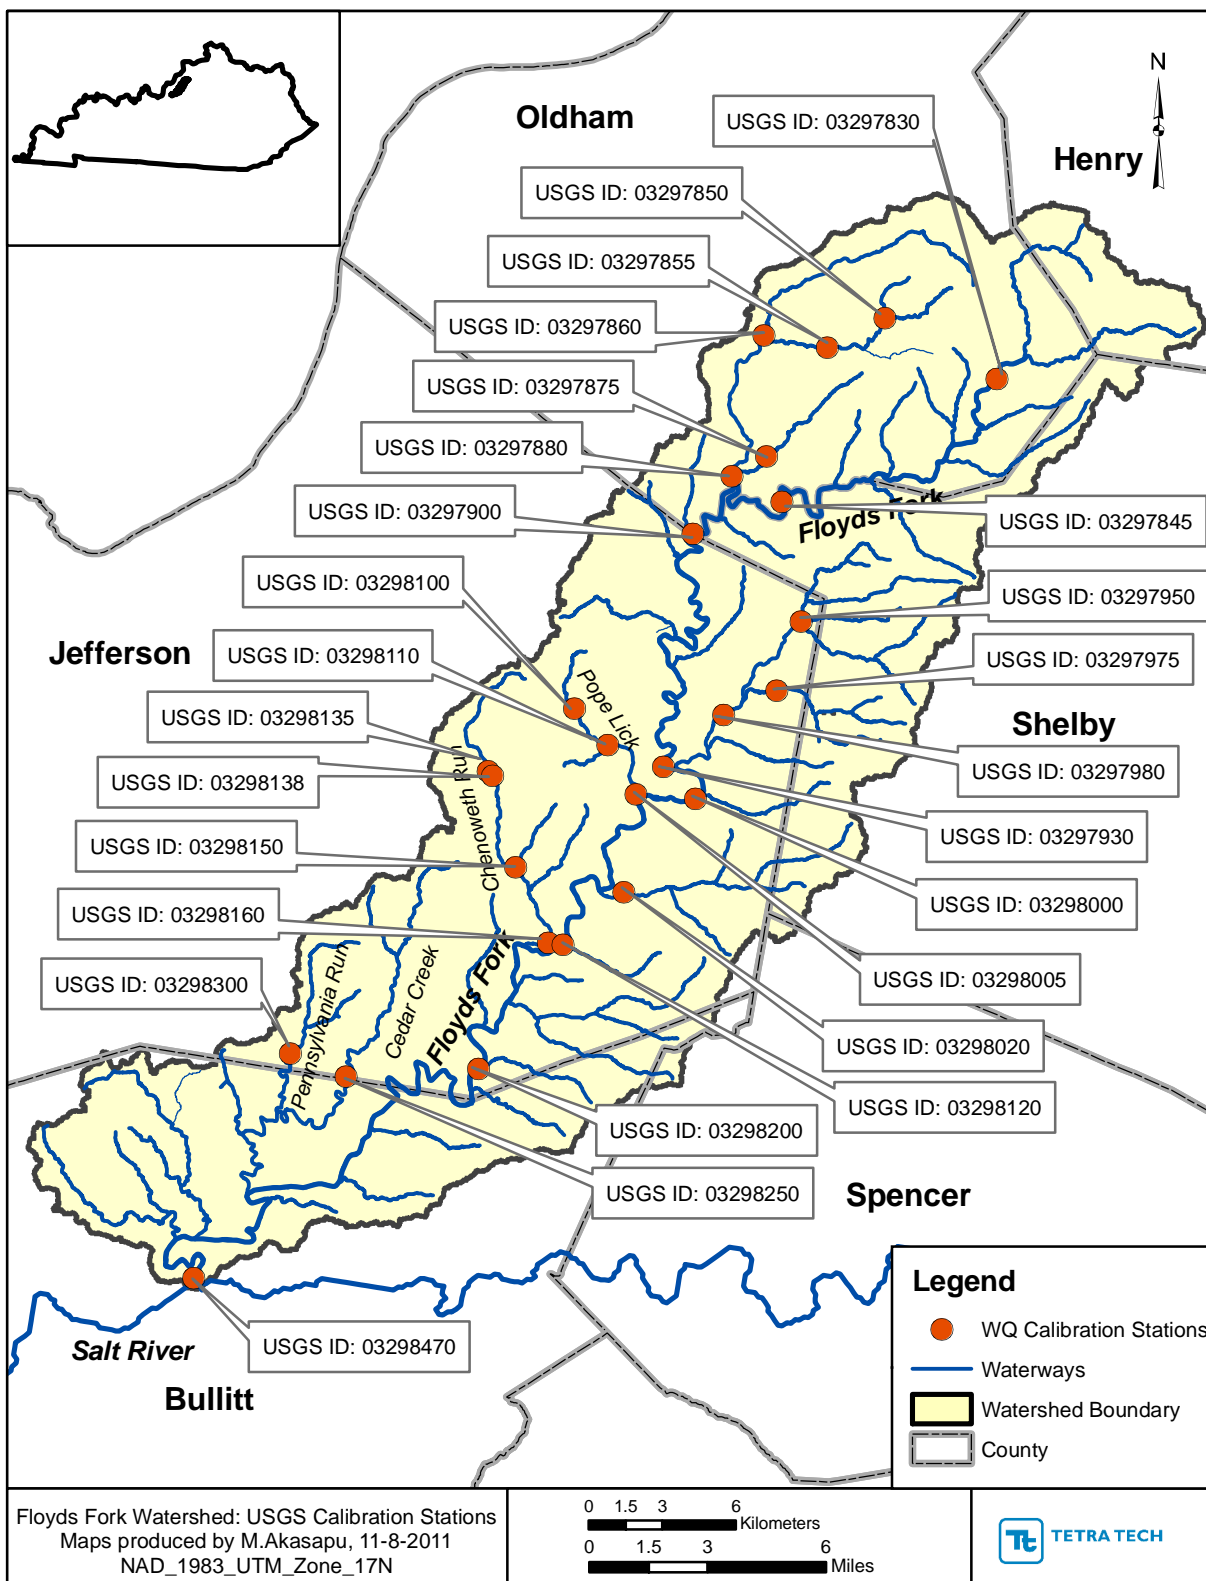 Oldham
USGS ID: 03297830
N
Henry
USGS ID: 03297850
USGS ID: 03297855
USGS ID: 03297860
USGS ID: 03297875
USGS ID: 03297880
USGS ID: 03297900
Floyds Fork
USGS ID: 03297845
USGS ID: 03298100
USGS ID: 03297950
Jefferson
USGS ID: 03298110
USGS ID: 03297975
Pope Lick
USGS ID: 03298135
Shelby
USGS ID: 03298138
Chenoweth Run
USGS ID: 03297980
USGS ID: 03297930
USGS ID: 03298150
USGS ID: 03298000
USGS ID: 03298160
USGS ID: 03298300
Pennsylvania Run
Cedar Creek
Floyds Fork
USGS ID: 03298005
USGS ID: 03298020
USGS ID: 03298120
USGS ID: 03298200
USGS ID: 03298250
Spencer
Salt River
USGS ID: 03298470
Bullitt
Legend
WQ Calibration Stations
Waterways
Watershed Boundary
County
Floyds Fork Watershed: USGS Calibration Stations
Maps produced by M.Akasapu, 11-8-2011
NAD_1983_UTM_Zone_17N
0 1.5 3 6
Kilometers
0 1.5 3 6
Miles
Tt TETRA TECH